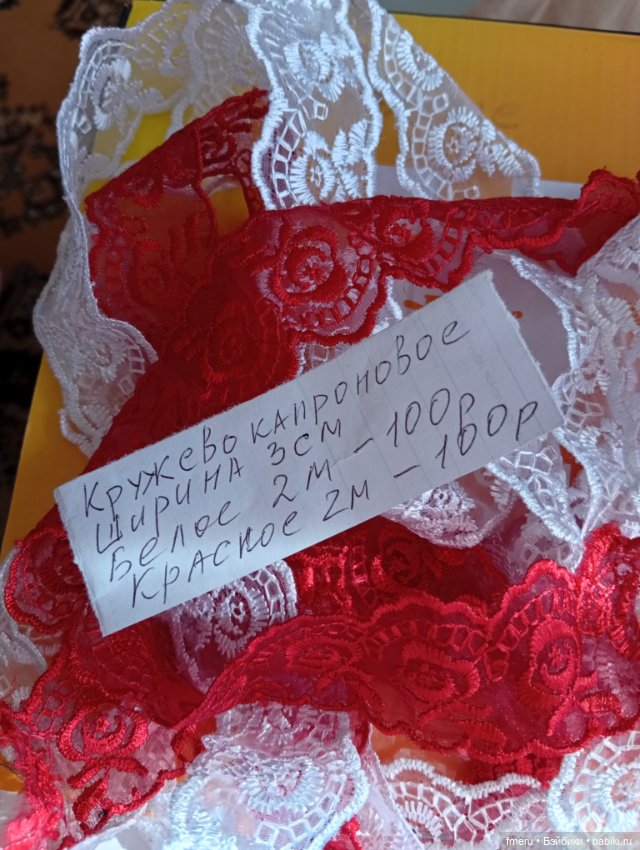 КРУЖЕВО КАПРОНОВОЕ
ШИРИНА 3СМ
БЕЛОЕ 2М – 100р
КРАСНОЕ 2М – 100р
fmeru • Бэйбики • babiki.ru